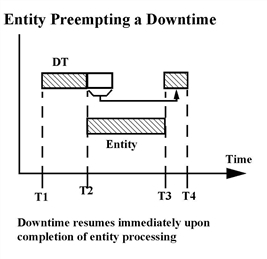 Entity Preempting a Downtime
DT
Entity
Time
T1 T2 T3 T4
Downtime resumes immediately upon
completion of entity processing